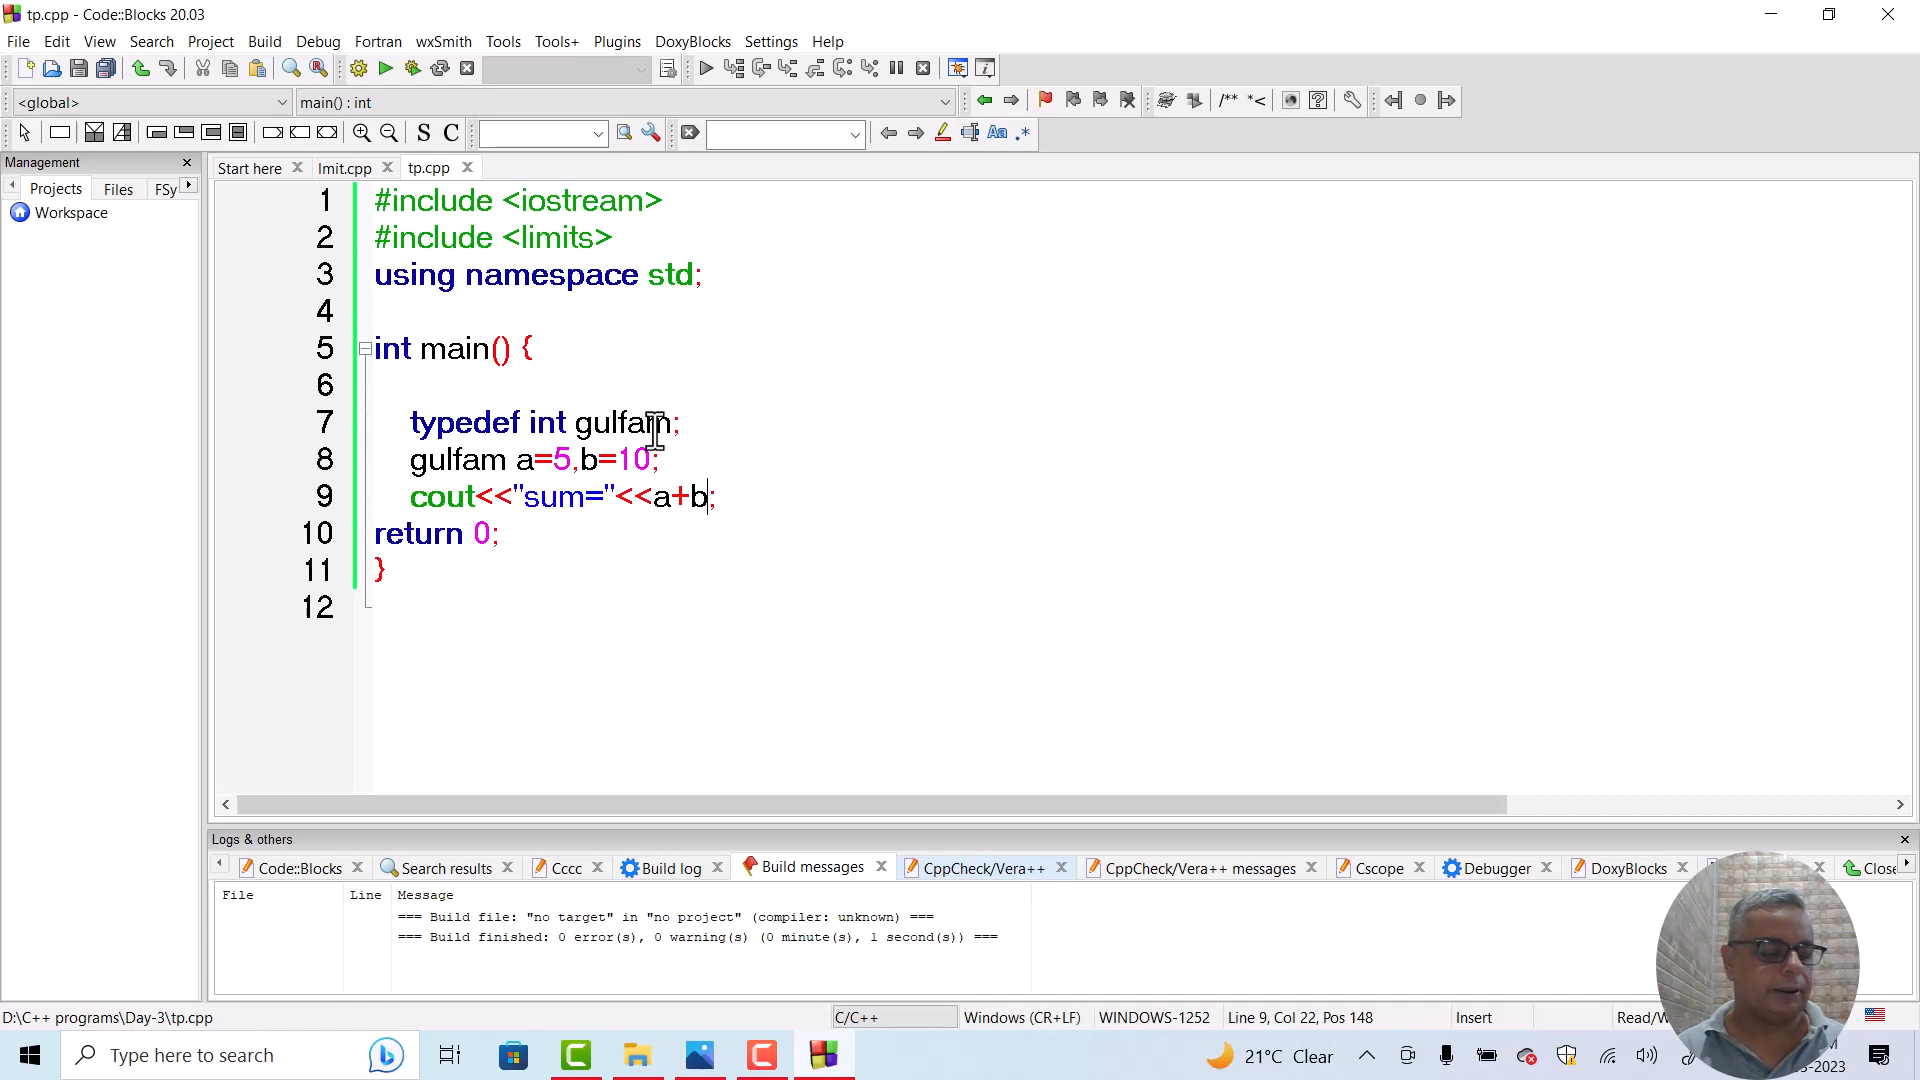 tp.cpp - Code::Blocks 20.03
File Edit View Search Project Build Debug Fortran wxSmith Tools Tools+ Plugins DoxyBlocks Settings Help
<global> main() : int
/** *<
S C Aa .*
Management
Start here lmit.cpp tp.cpp
Projects Files FSy
Workspace
1 #include <iostream>
2 #include <limits>
3 using namespace std;
4
5 int main() {
6
7 typedef int gulfam;
8 gulfam a=5,b=10;
9 cout<<"sum="<<a+b;
10 return 0;
11 }
12
Logs & others
Code::Blocks Search results Cccc Build log Build messages CppCheck/Vera++ CppCheck/Vera++ messages Cscope Debugger DoxyBlocks Close
File Line Message
=== Build file: "no target" in "no project" (compiler: unknown) ===
=== Build finished: 0 error(s), 0 warning(s) (0 minute(s), 1 second(s)) ===
D:\C++ programs\Day-3\tp.cpp C/C++ Windows (CR+LF) WINDOWS-1252 Line 9, Col 22, Pos 148 Insert Read/W
Type here to search 21°C Clear